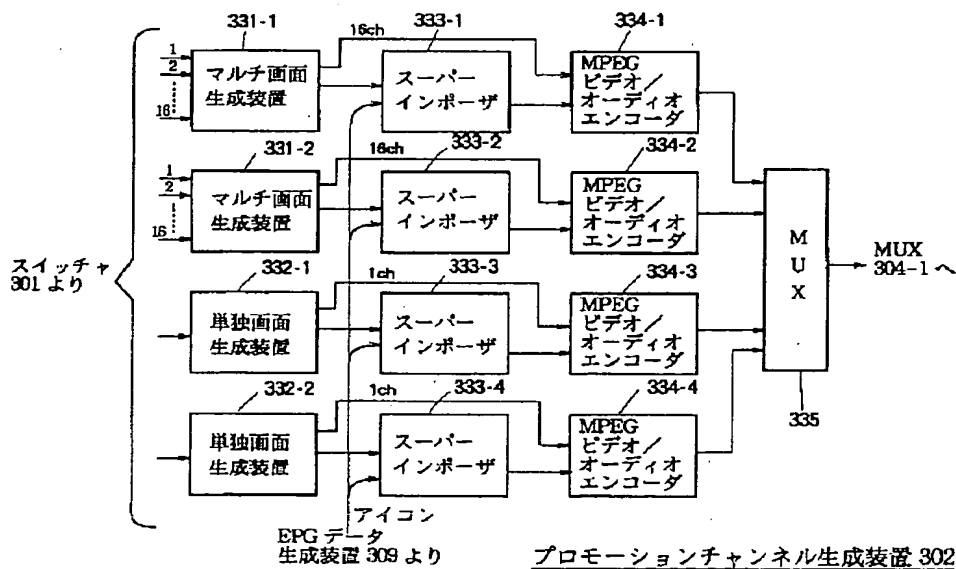 331-1
16ch
333-1
334-1
1
2
16
マルチ画面
生成装置
スーパー
インポーザ
MPEG
ビデオ/
オーディオ
エンコーダ
331-2
16ch
333-2
334-2
1
2
16
マルチ画面
生成装置
スーパー
インポーザ
MPEG
ビデオ/
オーディオ
エンコーダ
スイッチャ
301 より
332-1
1ch
333-3
334-3
単独画面
生成装置
スーパー
インポーザ
MPEG
ビデオ/
オーディオ
エンコーダ
332-2
1ch
333-4
334-4
単独画面
生成装置
スーパー
インポーザ
MPEG
ビデオ/
オーディオ
エンコーダ
MUX
335
MUX
304-1 へ
アイコン
EPG データ
生成装置 309 より
プロモーションチャンネル生成装置 302